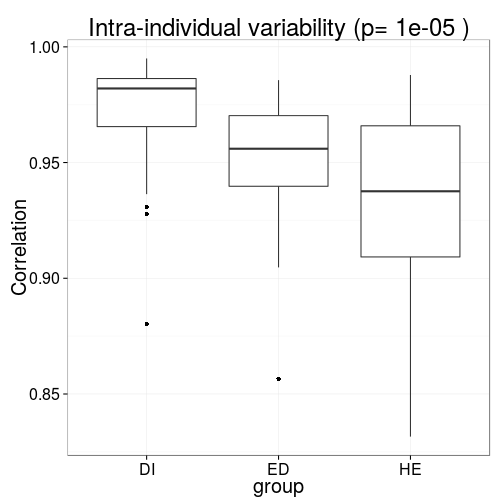 Intra-individual variability (p= 1e-05 )
1.00
0.95
0.90
0.85
Correlation
DI ED HE
group